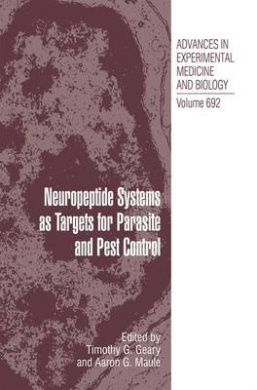 ADVANCES IN
EXPERIMENTAL
MEDICINE
AND BIOLOGY
Volume 692
Neuropeptide Systems
as Targets for Parasite
and Pest Control
Edited by
Timothy G. Geary
and Aaron G. Maule